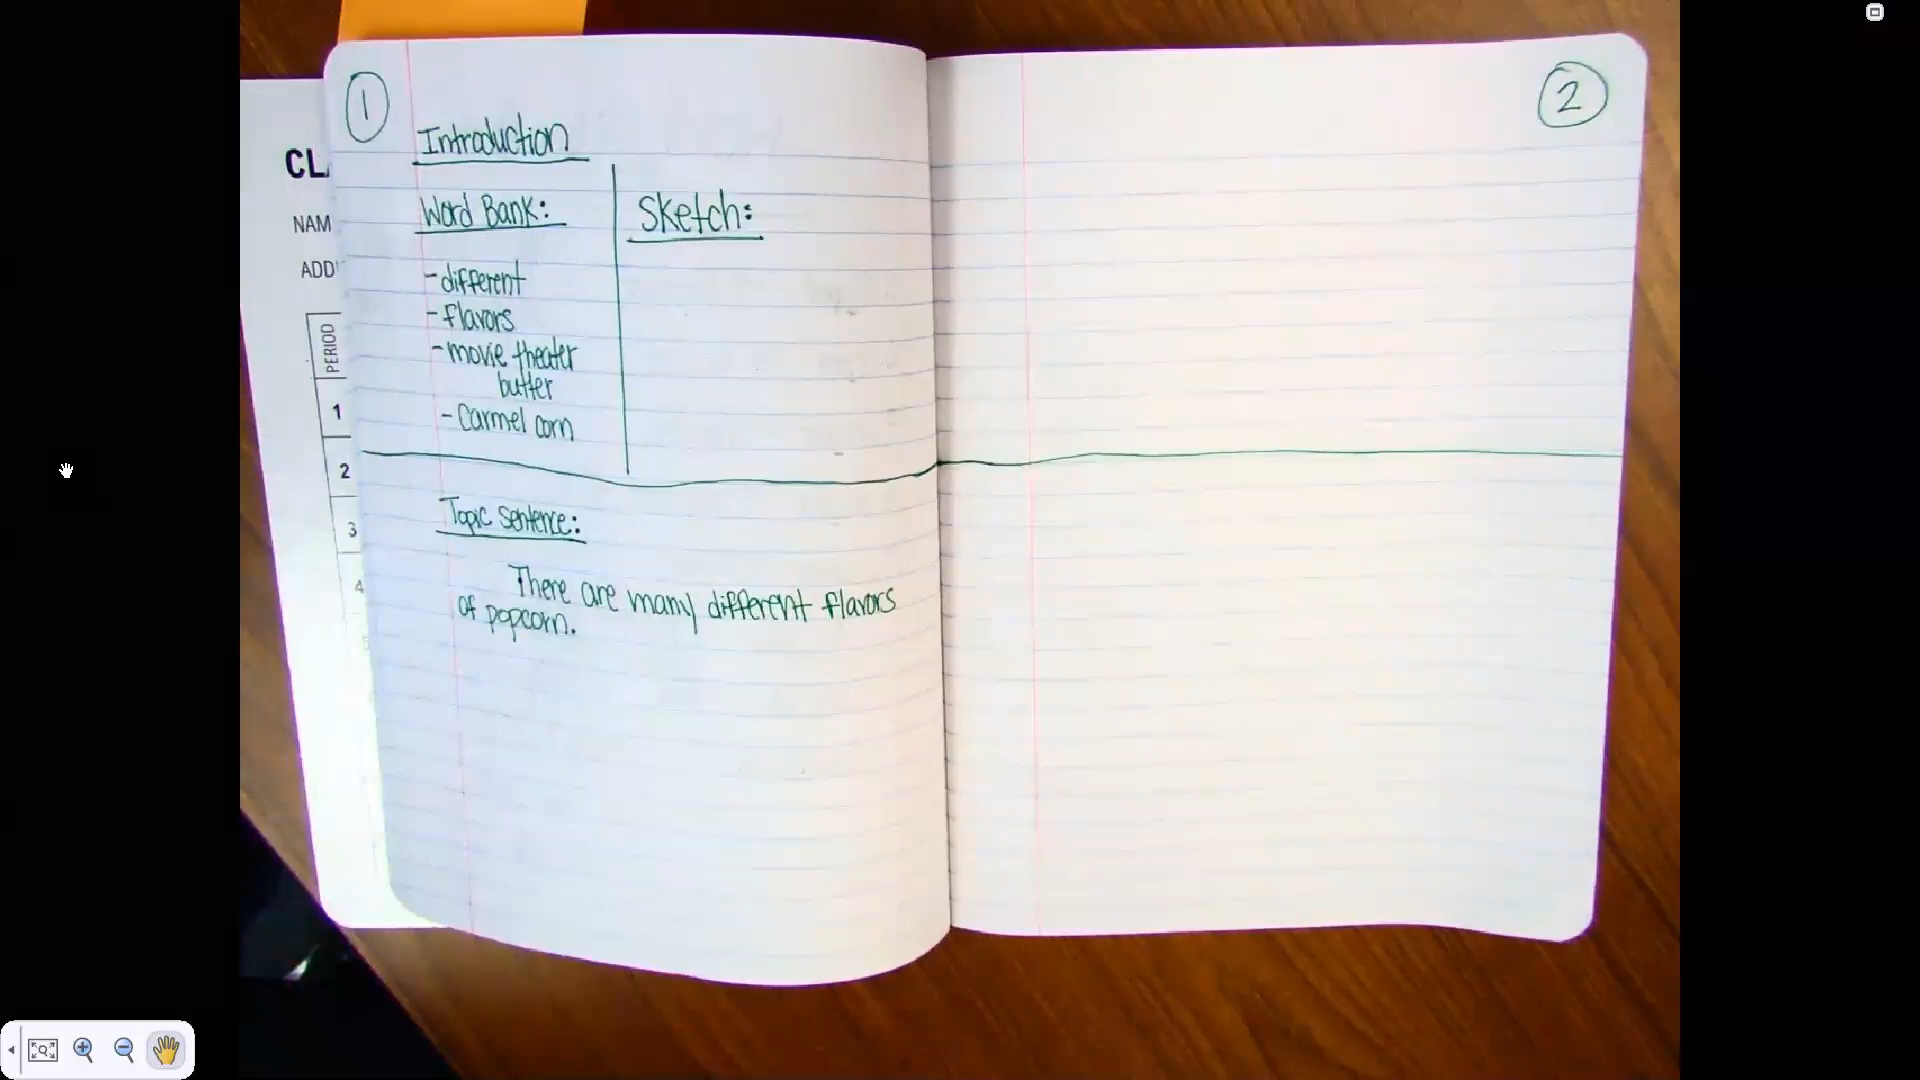 1
Introduction
Word Bank:
- different
- flavors
- movie theater
butter
- Carmel corn
Sketch:
Topic Sentence:
There are many different flavors
of popcorn.
2
CL
NAM
ADD
PERIOD
1
2
3
4
5